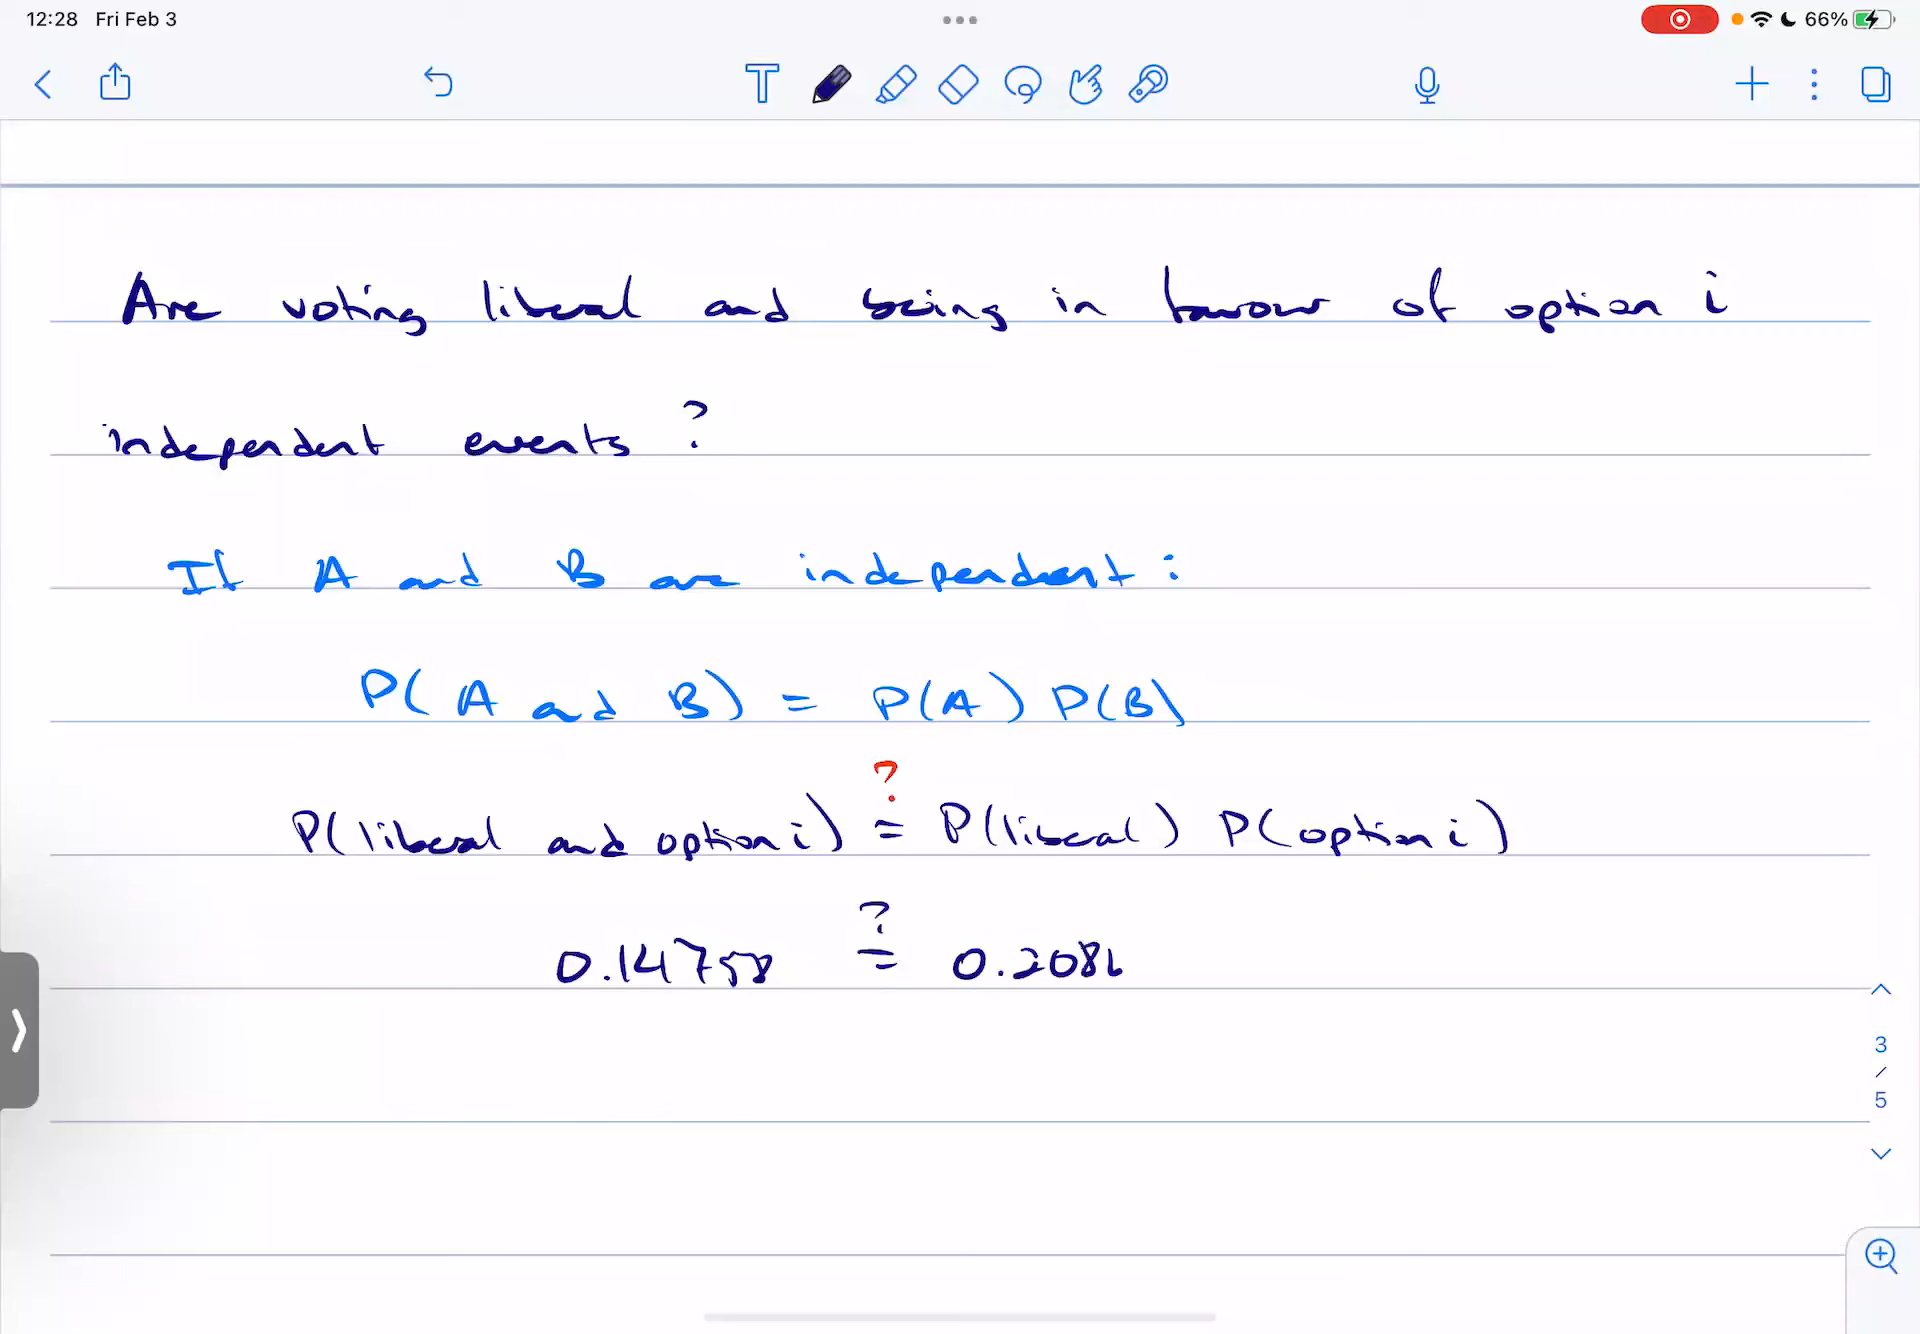 12:28 Fri Feb 3
66%
T
Are voting liberal and being in favour of option i
independent events ?
If A and B are independent :
P( A and B ) = P(A) P(B)
?
P(liberal and option i) = P(liberal) P(option i)
?
0.14758 = 0.2086
3
/
5